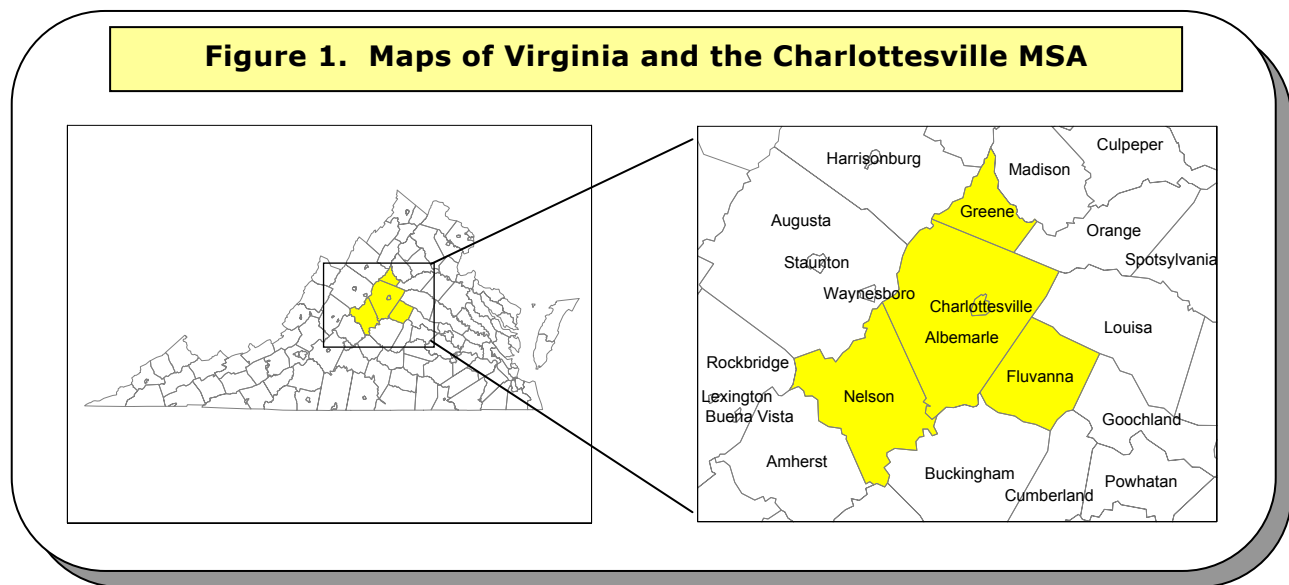 Figure 1. Maps of Virginia and the Charlottesville MSA
Culpeper
Harrisonburg
Madison
Greene
Augusta
Orange
Staunton
Spotsylvania
Waynesboro
Charlottesville
Louisa
Albemarle
Rockbridge
Fluvanna
Nelson
Lexington
Buena Vista
Goochland
Amherst
Buckingham
Powhatan
Cumberland